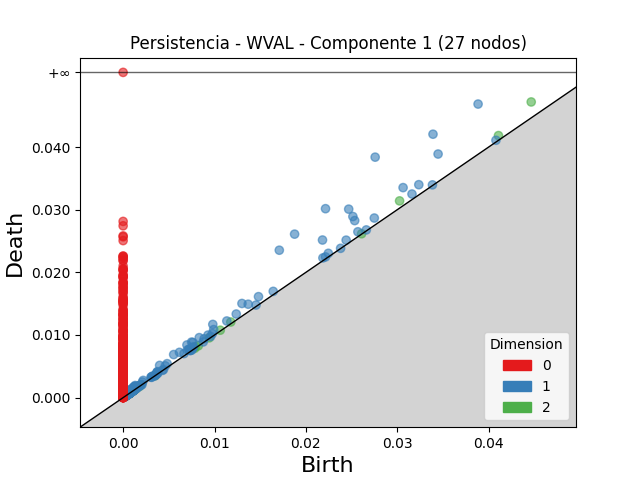 Persistencia - WVAL - Componente 1 (27 nodos)
+∞
0.040
0.030
0.020
0.010
0.000
Death
0.00 0.01 0.02 0.03 0.04
Birth
Dimension
0
1
2